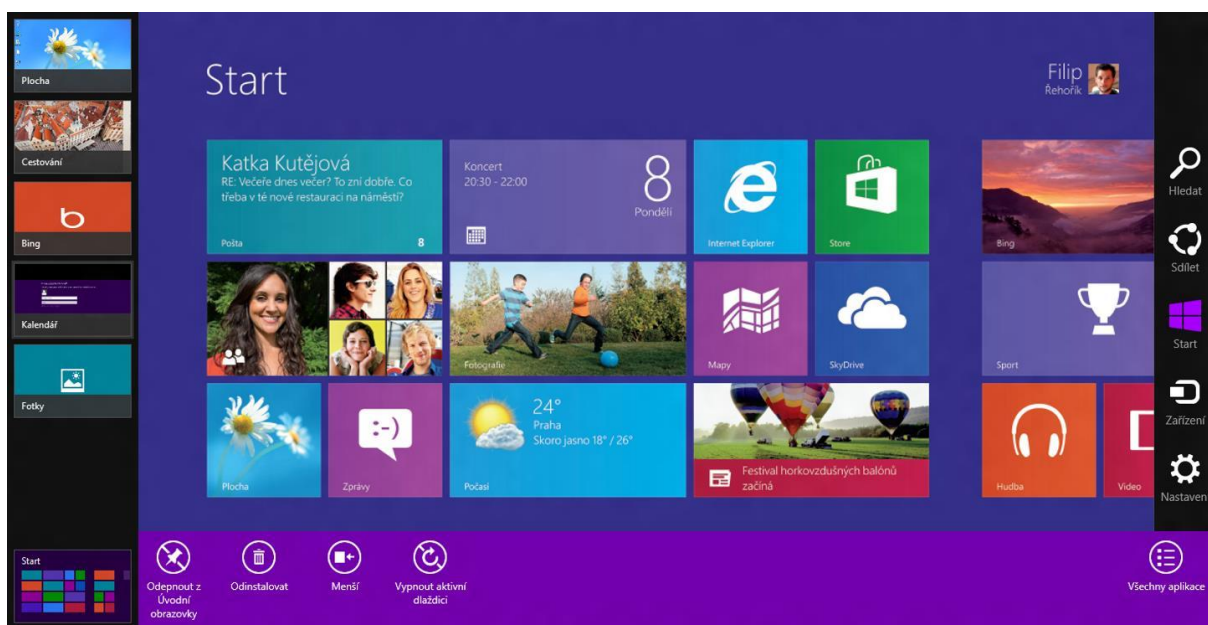 Plocha
Cestování
Bing
Kalendář
Fotky
Start
Start
Filip
Řehořik
Katka Kutějová
RE: Večeře dnes večer? To zní dobře. Co
třeba v té nové restauraci na náměstí?
Pošta
8
Koncert
20:30 - 22:00
8
Pondělí
Internet Explorer
Store
Bing
Fotografie
Mapy
SkyDrive
Sport
Plocha
:-)
Zprávy
24°
Praha
Skoro jasno 18° / 26°
Počasí
Festival horkovzdušných balónů
začíná
Hudba
Video
Hledat
Sdílet
Start
Zařízení
Nastaven
Odepnout z
Úvodní
obrazovky
Odinstalovat
Menší
Vypnout aktivní
dlaždici
Všechny aplikace